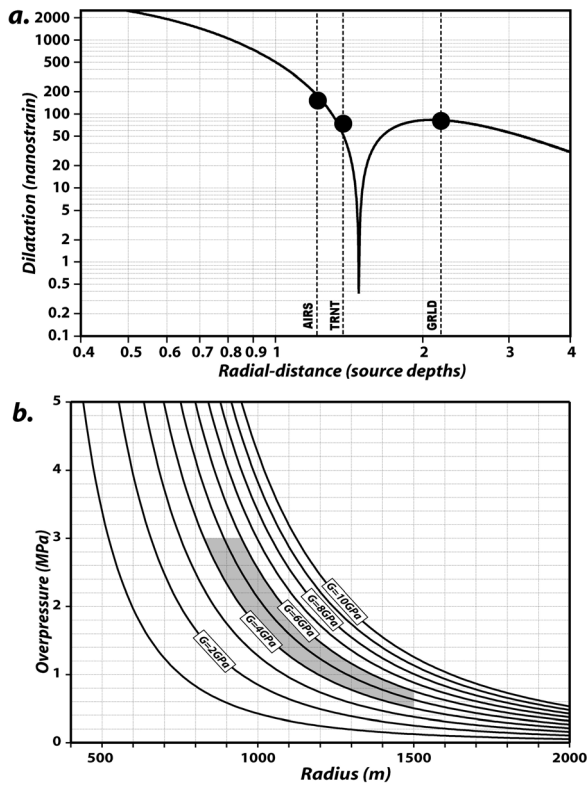 a.
Dilatation (nanostrain)
2000
1000
500
200
100
50
20
10
5
2
1
0.5
0.2
0.1
AIRS
TRNT
GRLD
0.4 0.5 0.6 0.7 0.8 0.9 1 2 3 4
Radial-distance (source depths)
b.
Overpressure (MPa)
5
4
3
2
1
0
G=2GPa
G=4GPa
G=6GPa
G=8GPa
G=10GPa
500 1000 1500 2000
Radius (m)